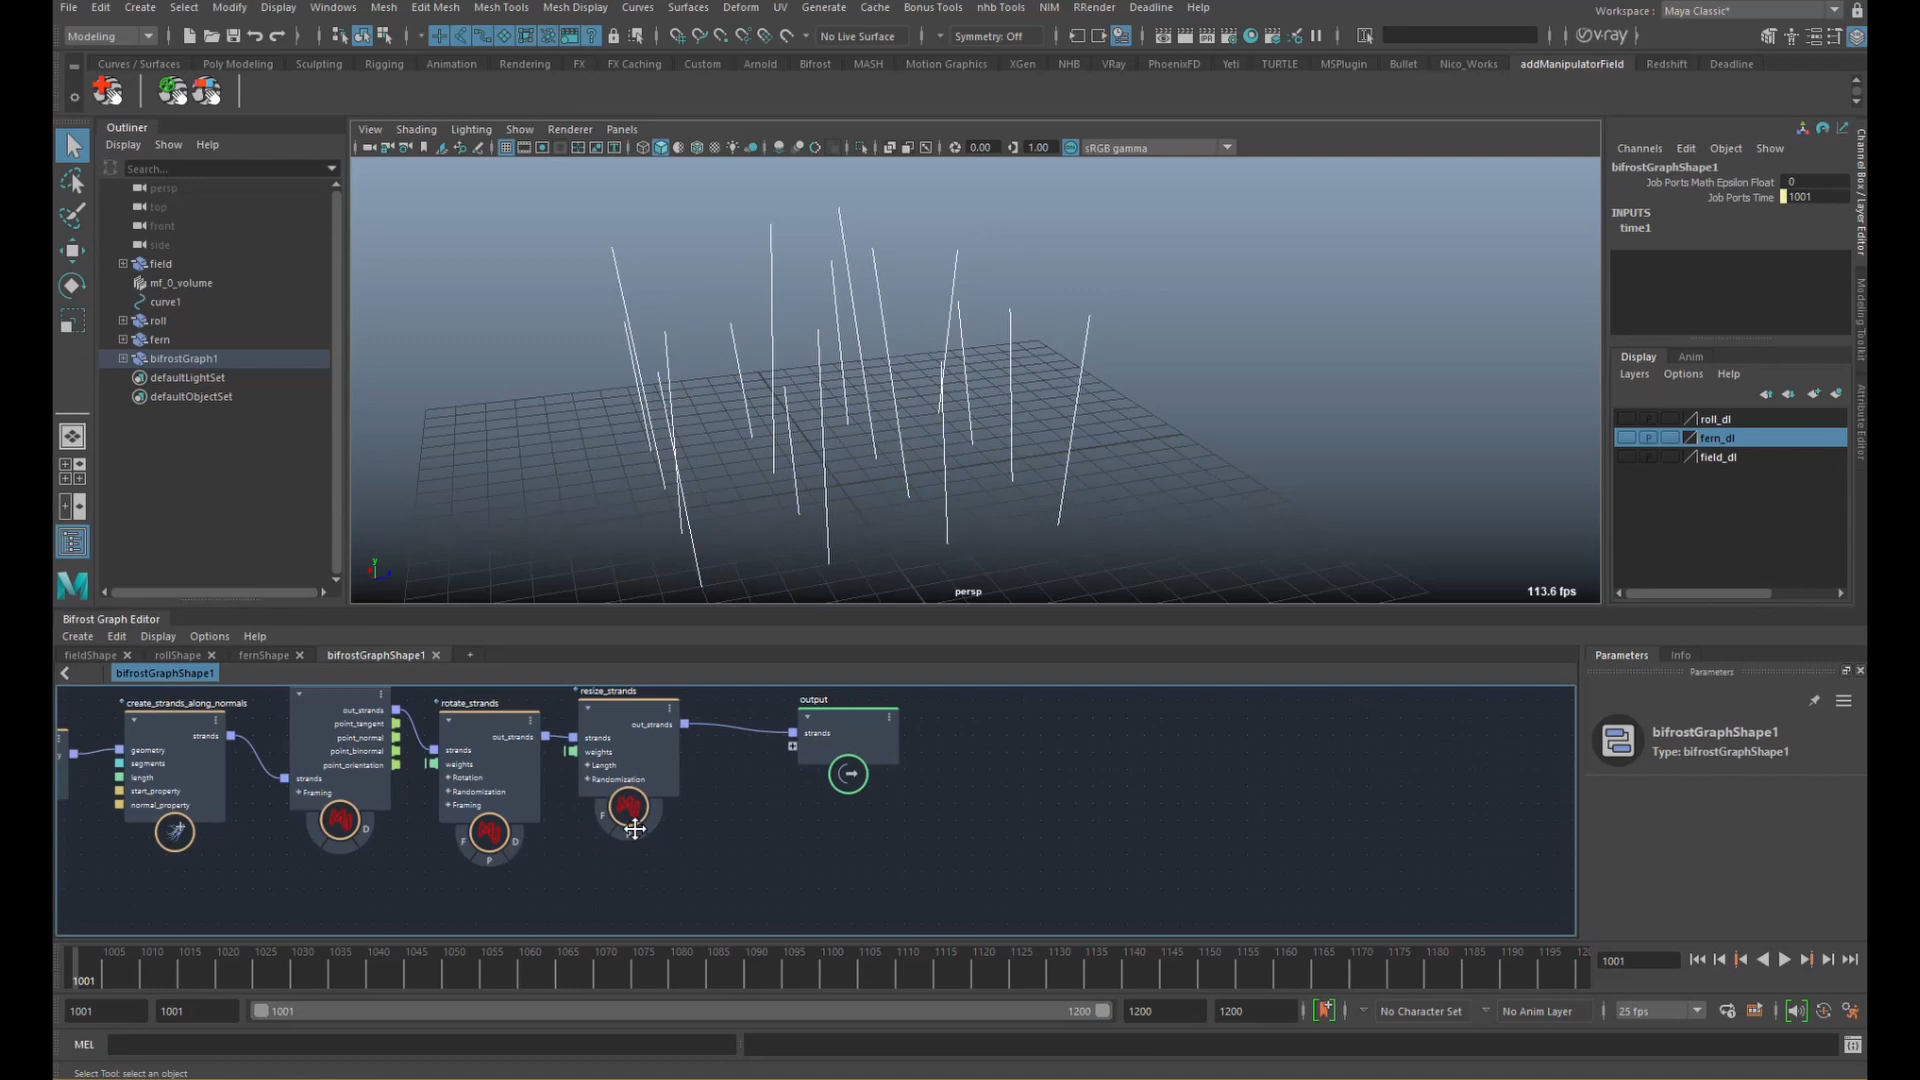 File Edit Create Select Modify Display Windows Mesh Edit Mesh Mesh Tools Mesh Display Curves Surfaces Deform UV Generate Cache Bonus Tools nhb Tools NIM RRender Deadline Help
Workspace : Maya Classic*
Modeling
No Live Surface
Symmetry: Off
v-ray
Curves / Surfaces Poly Modeling Sculpting Rigging Animation Rendering FX FX Caching Custom Arnold Bifrost MASH Motion Graphics XGen NHB VRay PhoenixFD Yeti TURTLE MSPlugin Bullet Nico_Works addManipulatorField Redshift Deadline
Outliner
Display Show Help
Search...
persp
top
front
side
field
mf_0_volume
curve1
roll
fern
bifrostGraph1
defaultLightSet
defaultObjectSet
View Shading Lighting Show Renderer Panels
0.00
1.00
sRGB gamma
y
persp
113.6 fps
Channels Edit Object Show
bifrostGraphShape1
Job Ports Math Epsilon Float 0
Job Ports Time 1001
INPUTS
time1
Display Anim
Layers Options Help
roll_dl
P fern_dl
field_dl
Channel Box / Layer Editor
Modeling Toolkit
Attribute Editor
Bifrost Graph Editor
Create Edit Display Options Help
fieldShape rollShape fernShape bifrostGraphShape1 +
bifrostGraphShape1
create_strands_along_normals
strands
geometry
segments
length
start_property
normal_property
out_strands
point_tangent
point_normal
point_binormal
point_orientation
strands
Framing
D
rotate_strands
out_strands
strands
weights
Rotation
Randomization
Framing
F D
P
resize_strands
out_strands
strands
weights
Length
Randomization
F
output
strands
Parameters Info
Parameters
bifrostGraphShape1
Type: bifrostGraphShape1
1005 1010 1015 1020 1025 1030 1035 1040 1045 1050 1055 1060 1065 1070 1075 1080 1085 1090 1095 1100 1105 1110 1115 1120 1125 1130 1135 1140 1145 1150 1155 1160 1165 1170 1175 1180 1185 1190 1195 120
1001
1001
1001 1001 1001 1200 1200 1200
No Character Set
No Anim Layer
25 fps
MEL
Select Tool: select an object